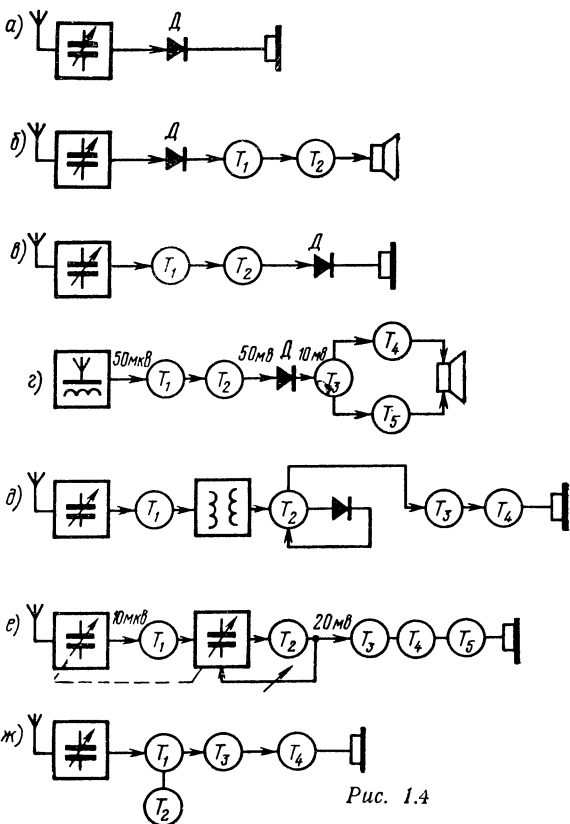 а) Д
б) Д T1 T2
в) T1 T2 Д
г) 50мкВ T1 T2 50мВ Д 10мВ T3 T4 T5
д) T1 T2 T3 T4
е) 10мкВ T1 T2 20мВ T3 T4 T5
ж) T1 T3 T4
T2
Рис. 1.4